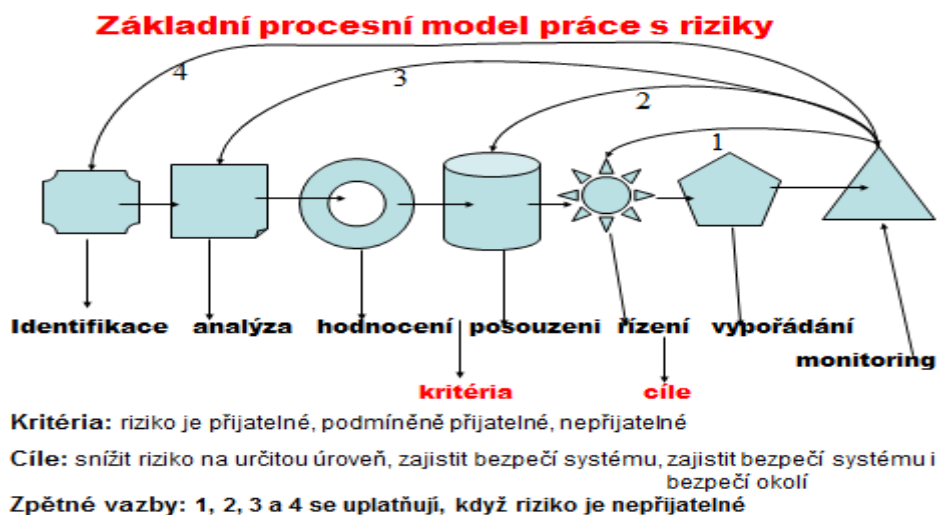 Základní procesní model práce s riziky
4
3
2
1
Identifikace analýza hodnocení posouzeni řízení vypořádání
monitoring
kritéria cíle
Kritéria: riziko je přijatelné, podmíněně přijatelné, nepřijatelné
Cíle: snížit riziko na určitou úroveň, zajistit bezpečí systému, zajistit bezpečí systému i
bezpečí okolí
Zpětné vazby: 1, 2, 3 a 4 se uplatňují, když riziko je nepřijatelné